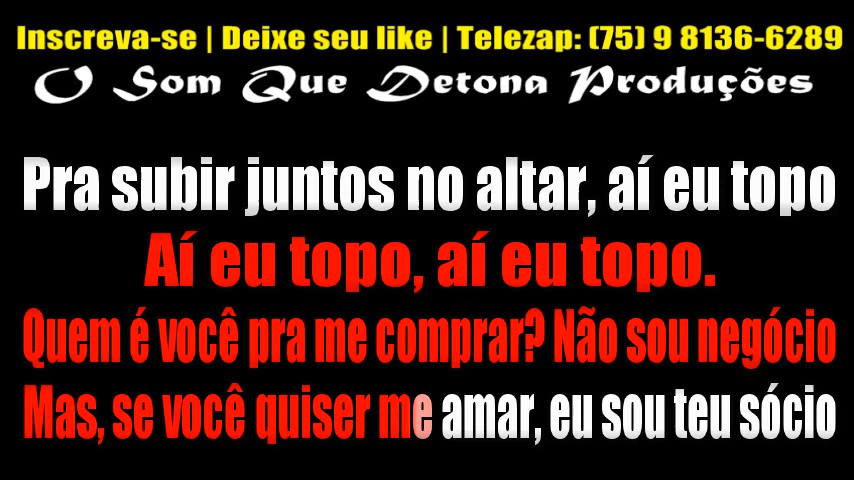 Inscreva-se | Deixe seu like | Telezap: (75) 9 8136-6289
O Som Que Detona Produções
Pra subir juntos no altar, aí eu topo
Aí eu topo, aí eu topo.
Quem é você pra me comprar? Não sou negócio
Mas, se você quiser me amar, eu sou teu sócio